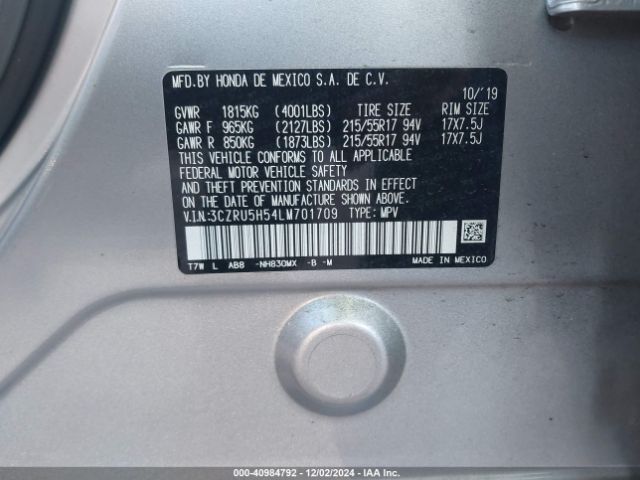 MFD.BY HONDA DE MEXICO S.A. DE C.V.
10/'19
GVWR 1815KG (4001LBS) TIRE SIZE RIM SIZE
GAWR F 965KG (2127LBS) 215/55R17 94V 17X7.5J
GAWR R 850KG (1873LBS) 215/55R17 94V 17X7.5J
THIS VEHICLE CONFORMS TO ALL APPLICABLE
FEDERAL MOTOR VEHICLE SAFETY
AND THEFT PREVENTION STANDARDS IN EFFECT
ON THE DATE OF MANUFACTURE SHOWN ABOVE.
V.I.N:3CZRU5H54LM701709 TYPE: MPV
T7W L AB8 -NH830MX -B -M MADE IN MEXICO
000-40984792 - 12/02/2024 - IAA Inc.